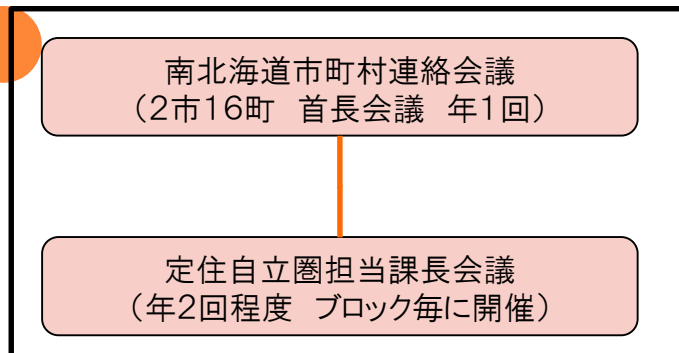 南北海道市町村連絡会議
（2市16町　首長会議　年1回）
定住自立圏担当課長会議
（年2回程度　ブロック毎に開催）